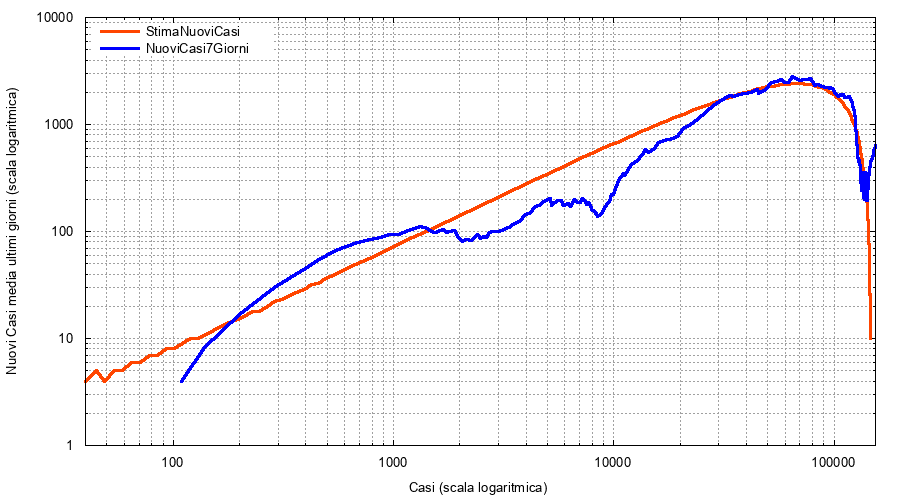 10000
StimaNuoviCasi
NuoviCasi7Giorni
1000
100
10
1
100 1000 10000 100000
Nuovi Casi media ultimi giorni (scala logaritmica)
Casi (scala logaritmica)